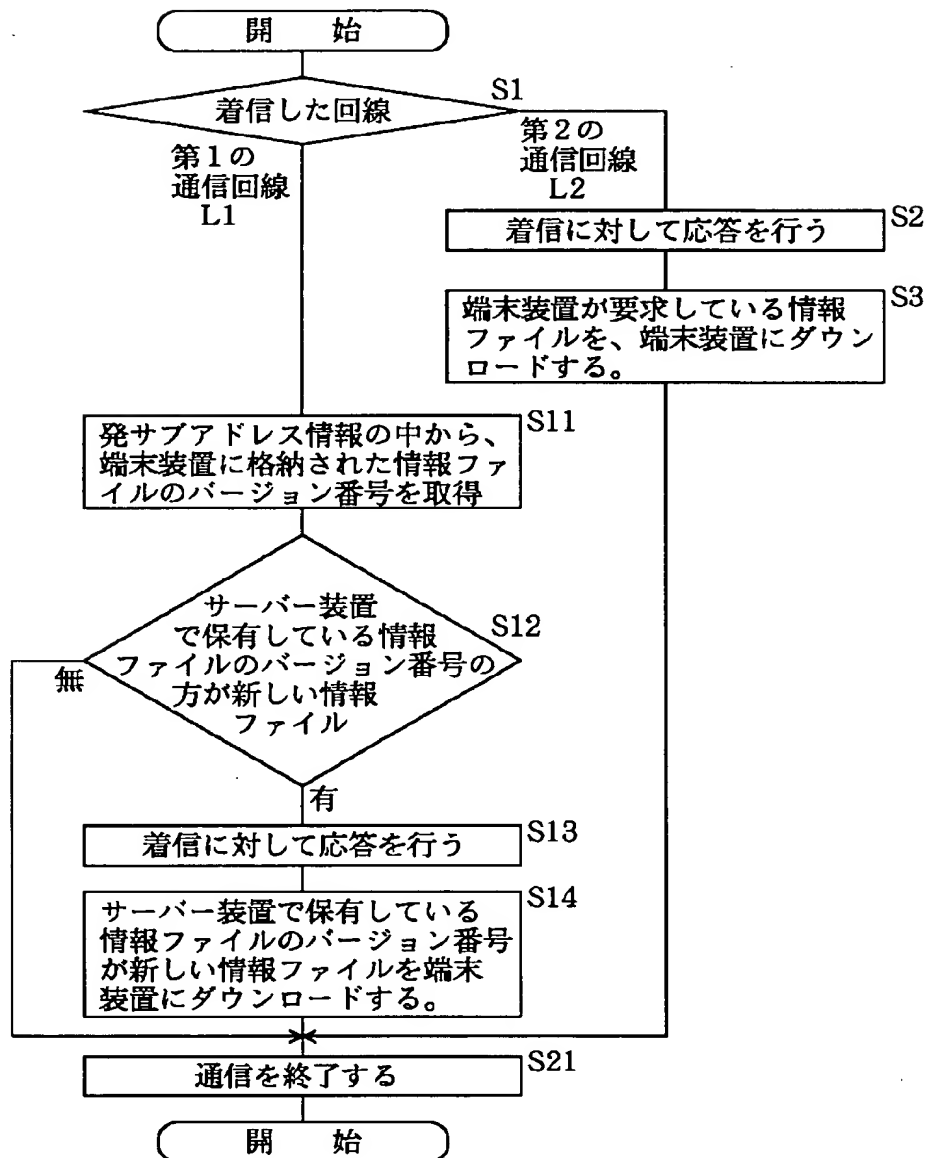 開 始
着信した回線
S1
第1の
通信回線
L1
第2の
通信回線
L2
着信に対して応答を行う
S2
端末装置が要求している情報
ファイルを、端末装置にダウン
ロードする。
S3
発サブアドレス情報の中から、
端末装置に格納された情報ファ
イルのバージョン番号を取得
S11
サーバー装置
で保有している情報
ファイルのバージョン番号の
方が新しい情報
ファイル
S12
無
有
着信に対して応答を行う
S13
サーバー装置で保有している
情報ファイルのバージョン番号
が新しい情報ファイルを端末
装置にダウンロードする。
S14
通信を終了する
S21
開 始